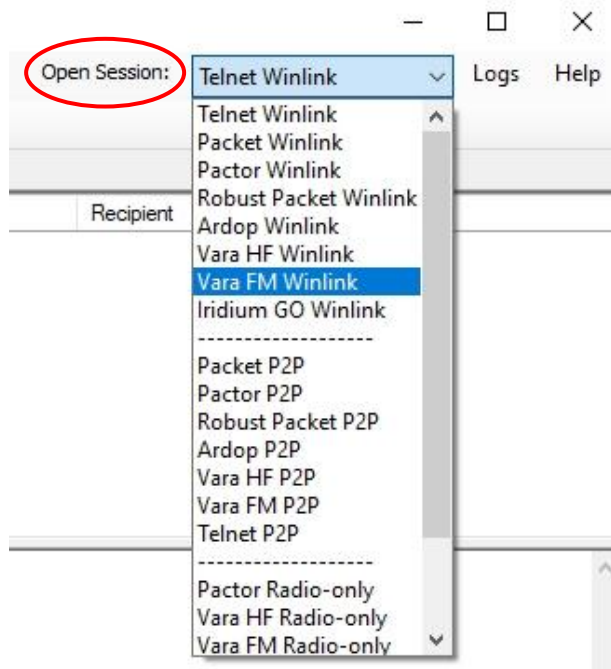 Open Session: Telnet Winlink Logs Help
Telnet Winlink
Packet Winlink
Pactor Winlink
Robust Packet Winlink
Recipient
Ardop Winlink
Vara HF Winlink
Vara FM Winlink
Iridium GO Winlink
-------------------
Packet P2P
Pactor P2P
Robust Packet P2P
Ardop P2P
Vara HF P2P
Vara FM P2P
Telnet P2P
-------------------
Pactor Radio-only
Vara HF Radio-only
Vara FM Radio-only